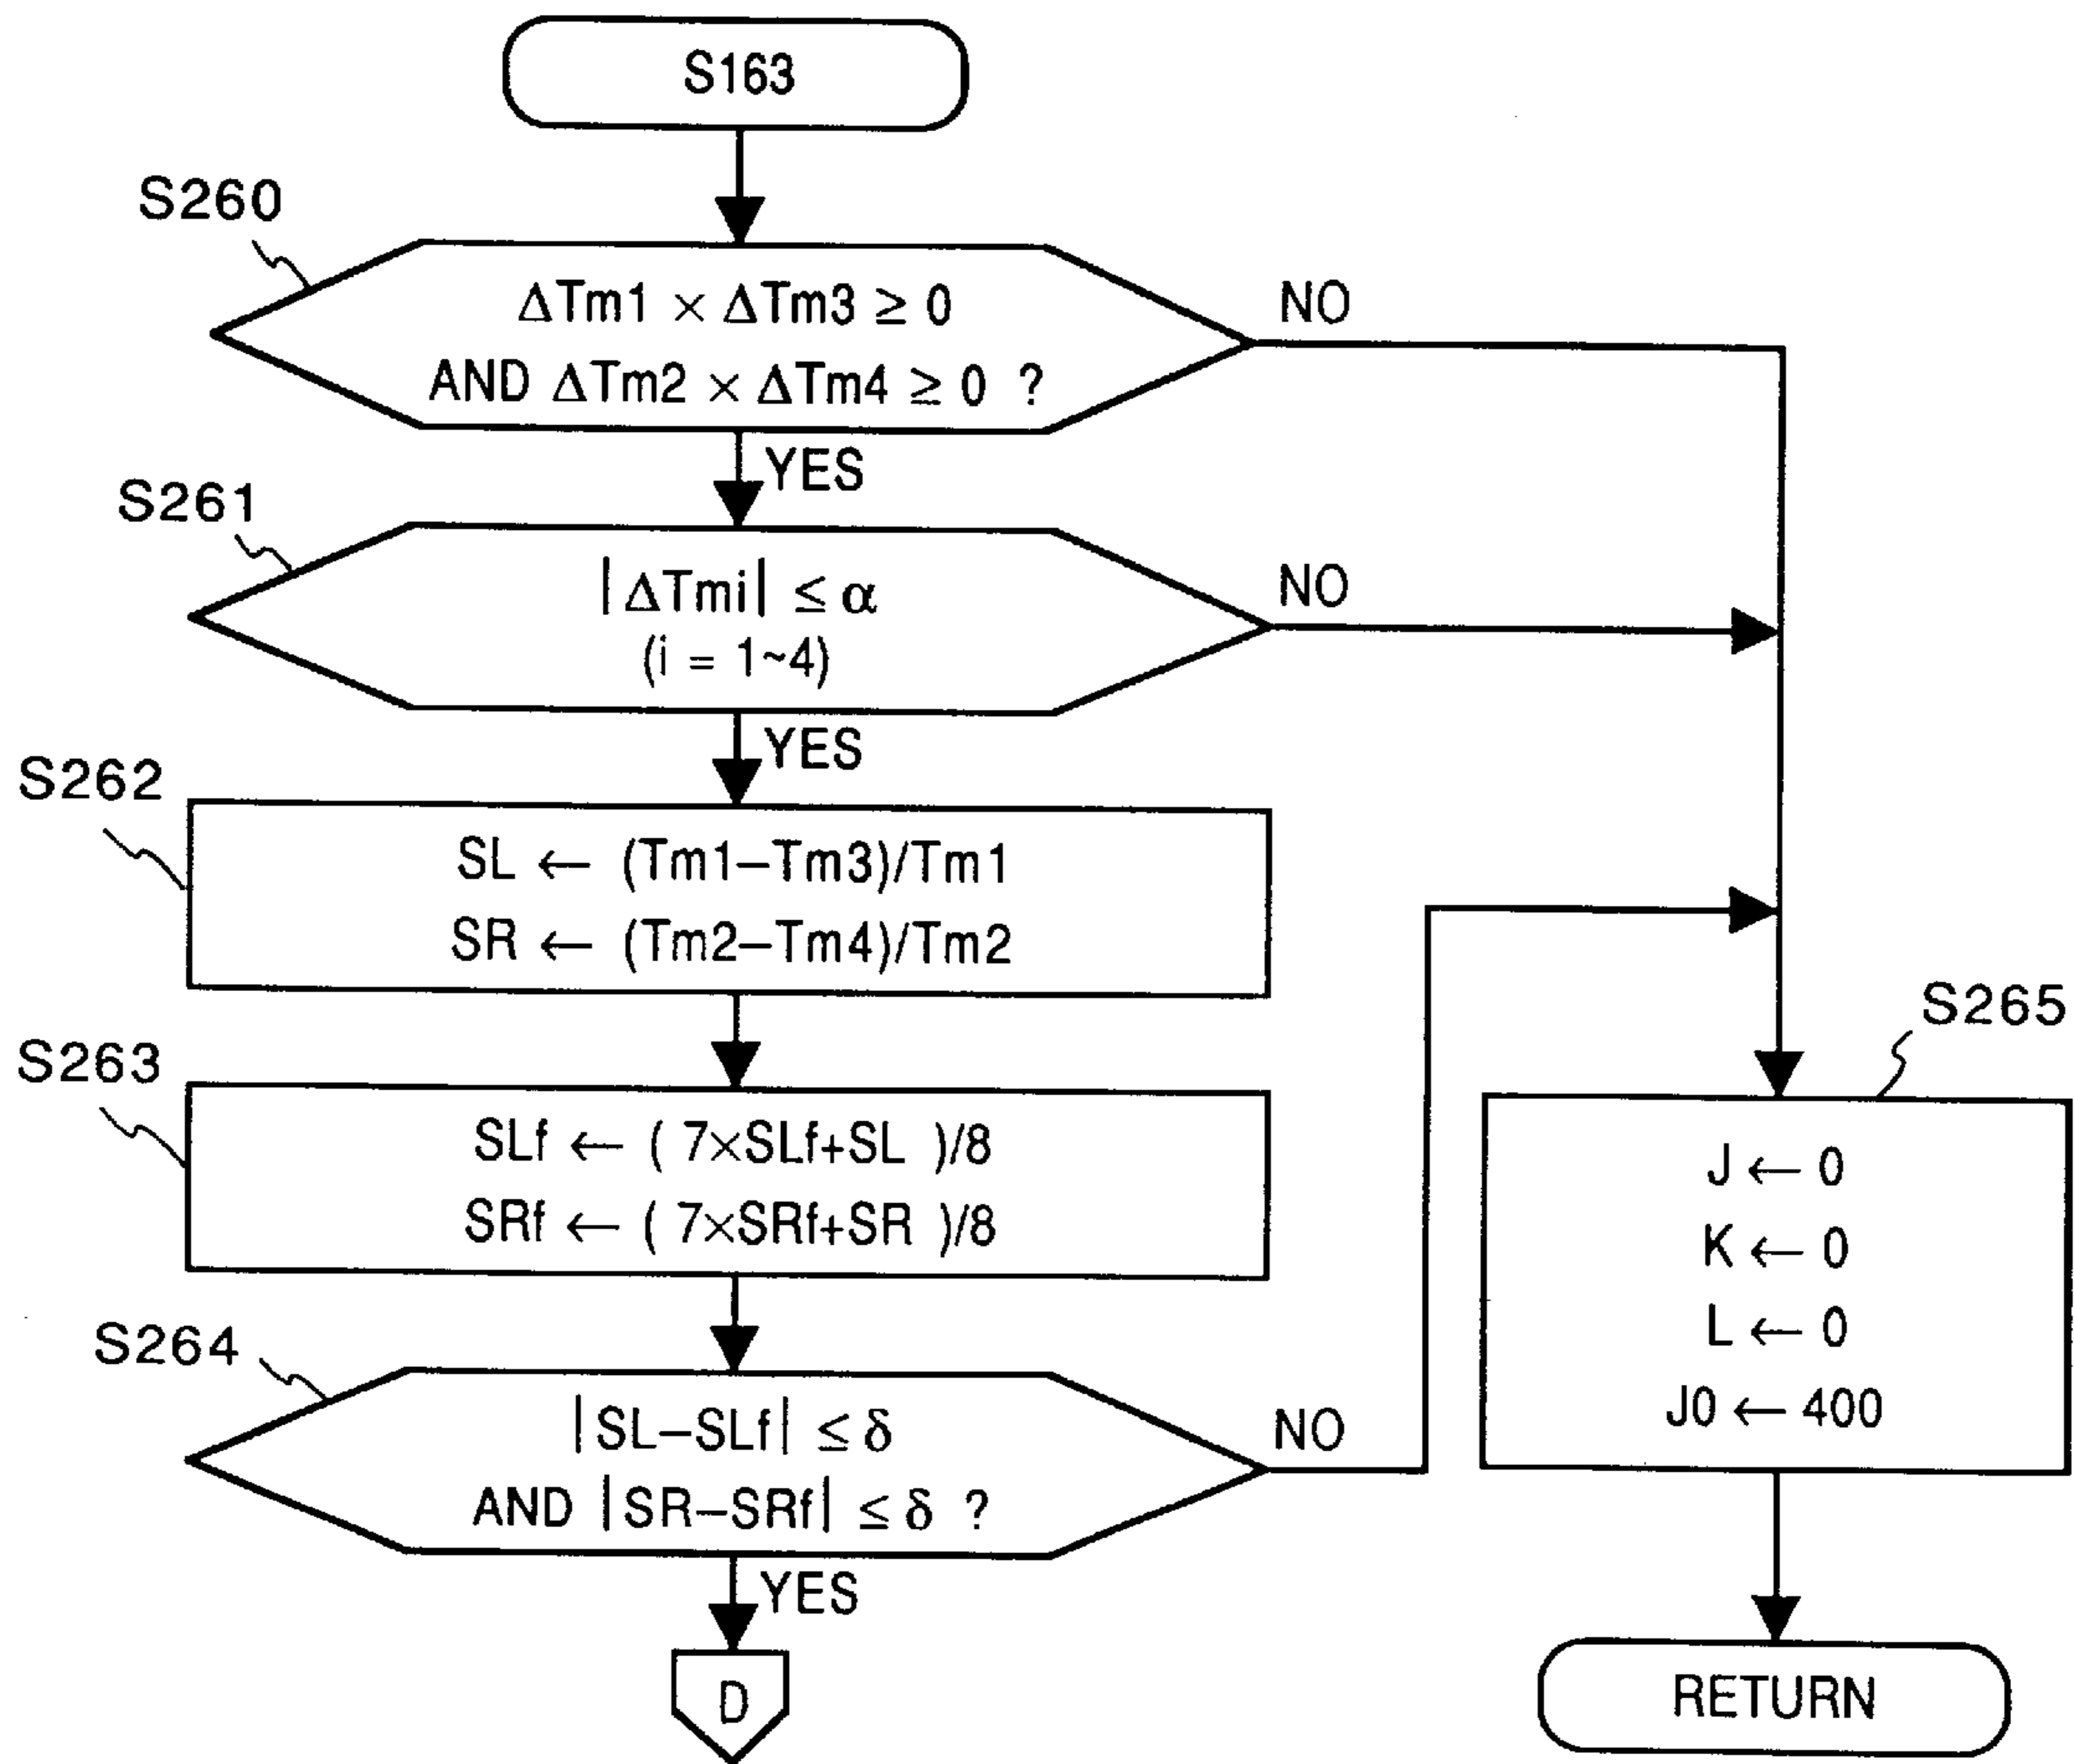 S163
S260
ΔTm1 × ΔTm3 ≥ 0
AND ΔTm2 × ΔTm4 ≥ 0 ?
NO
YES
S261
|ΔTmi| ≤ α
(i = 1~4)
NO
YES
S262
SL ← (Tm1−Tm3)/Tm1
SR ← (Tm2−Tm4)/Tm2
S263
SLf ← ( 7×SLf+SL )/8
SRf ← ( 7×SRf+SR )/8
S264
|SL−SLf| ≤ δ
AND |SR−SRf| ≤ δ ?
NO
YES
D
S265
J ← 0
K ← 0
L ← 0
J0 ← 400
RETURN